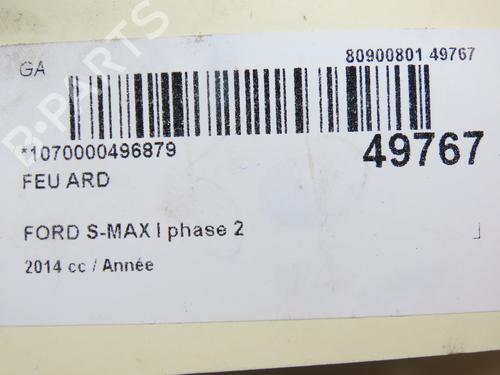 GA
80900801 49767
*1070000496879
49767
FEU ARD
FORD S-MAX I phase 2
2014 cc / Année
B-PARTS